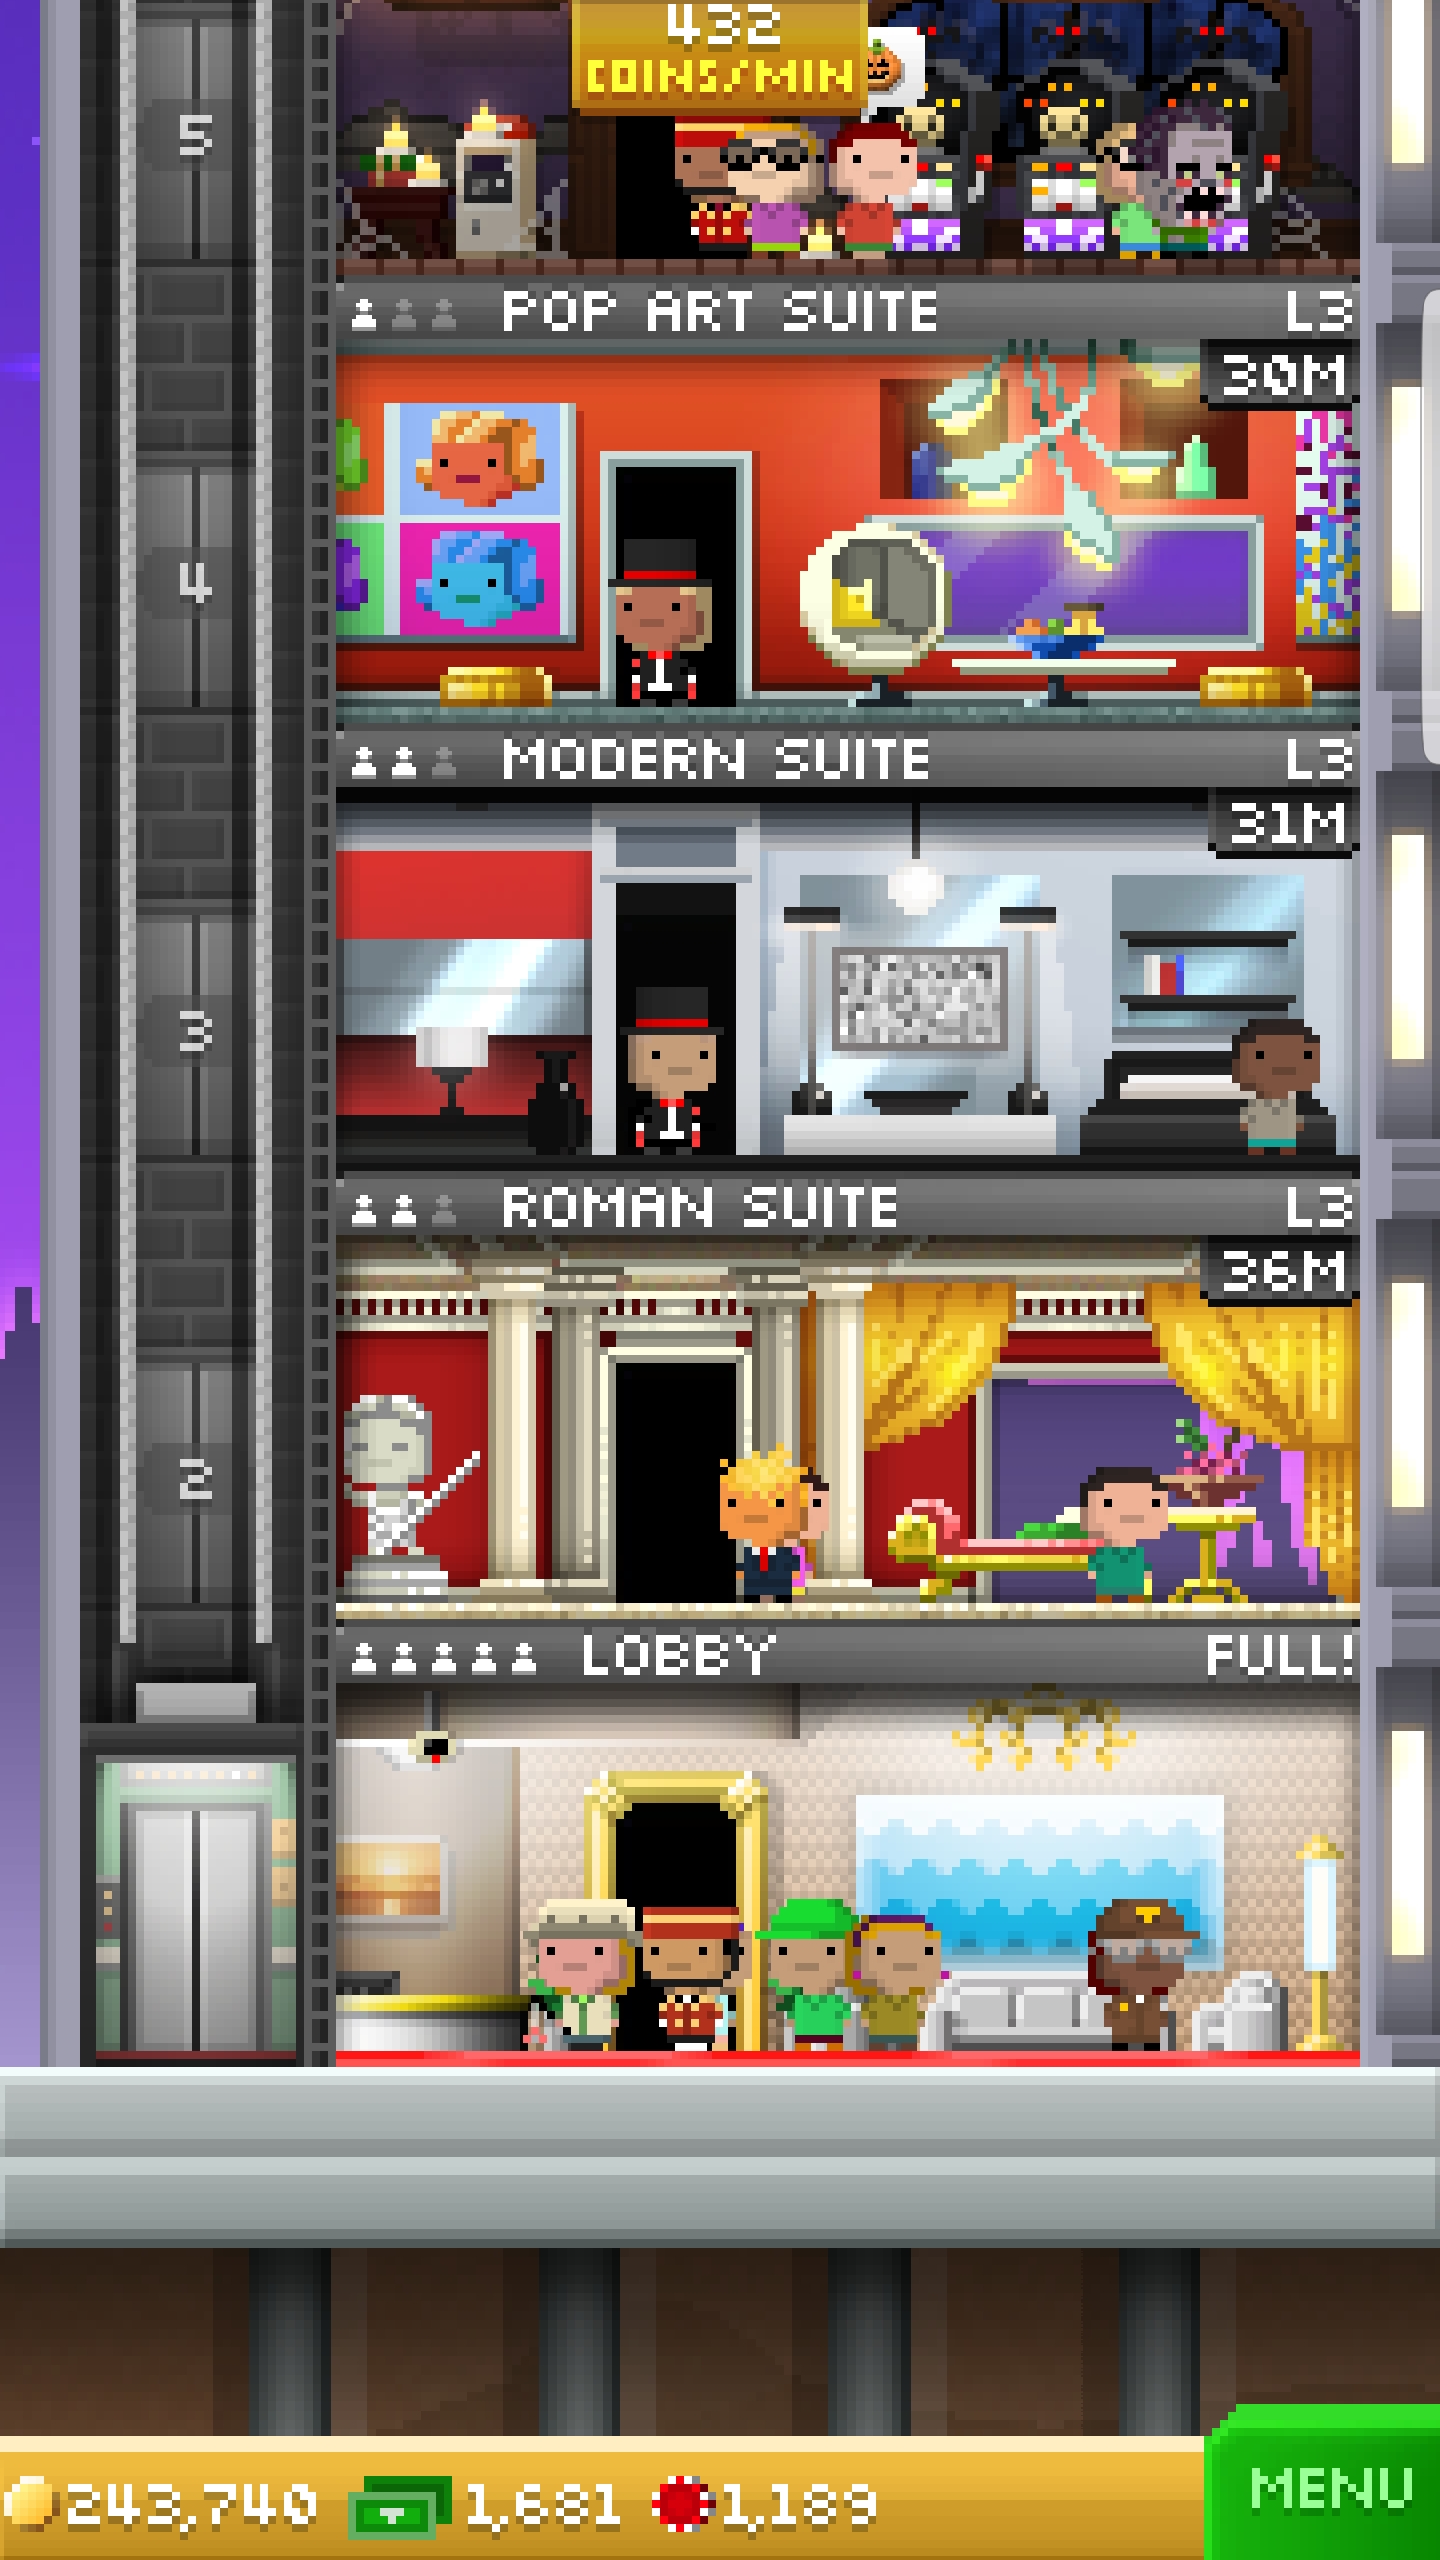 432
COINS/MIN
5
POP ART SUITE L3
30M
4
MODERN SUITE L3
31M
3
ROMAN SUITE L3
36M
2
LOBBY FULL!
243,740 1,681 1,189
MENU